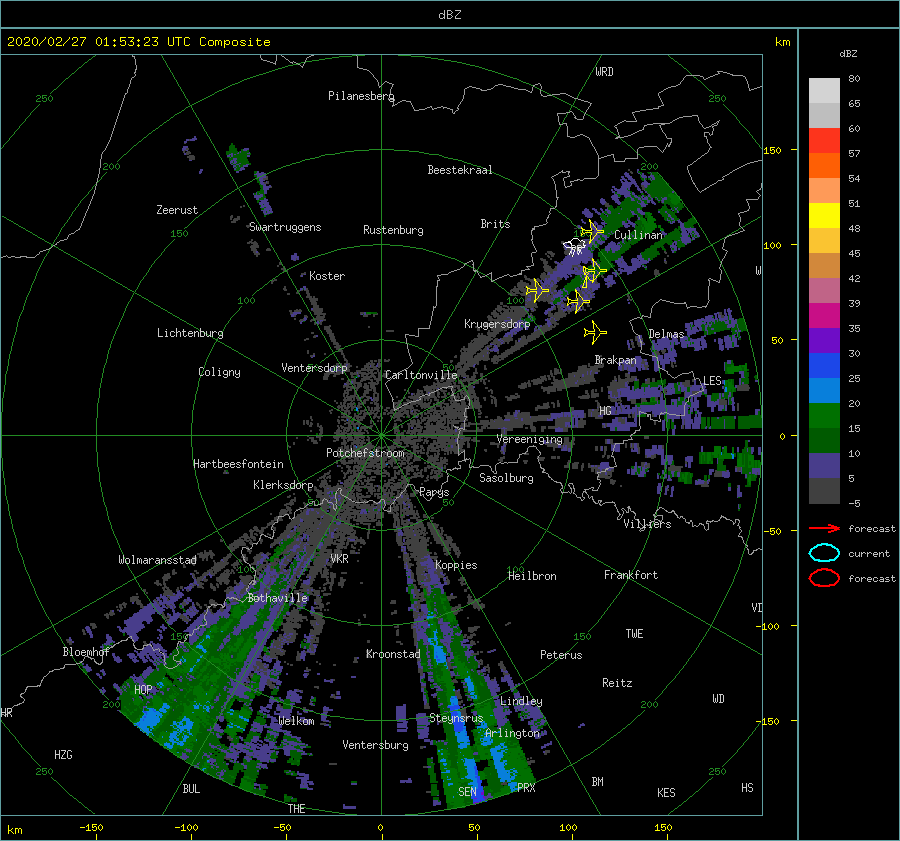 dBZ
2020/02/27 01:53:23 UTC Composite
km
dBZ
WRD
250
Pilanesberg
250
80
65
60
150
57
200
Beestekraal
200
54
Zeerust
51
150
Swartruggens
Rustenburg
Brits
Cullinan
48
100
45
W
Koster
42
100
100
39
Lichtenburg
Krugersdorp
Delmas
35
50
Coligny
Ventersdorp
Carltonville
Brakpan
30
LES
25
HG
20
0
Vereeniging
15
Potchefstroom
10
Hartbeesfontein
Klerksdorp
Sasolburg
5
Parys
50
50
-5
Villiers
forecast
-50
current
Wolmaransstad
VKR
Koppies
100
100
Heilbron
Frankfort
forecast
Bothaville
VD
-100
150
150
TWE
Bloemhof
Kroonstad
Peterus
HOP
Reitz
200
Lindley
200
WD
HR
Welkom
Steynsrus
-150
Arlington
HZG
Ventersburg
250
250
BUL
SEN
PRX
BM
KES
HS
THE
km
-150
-100
-50
0
50
100
150